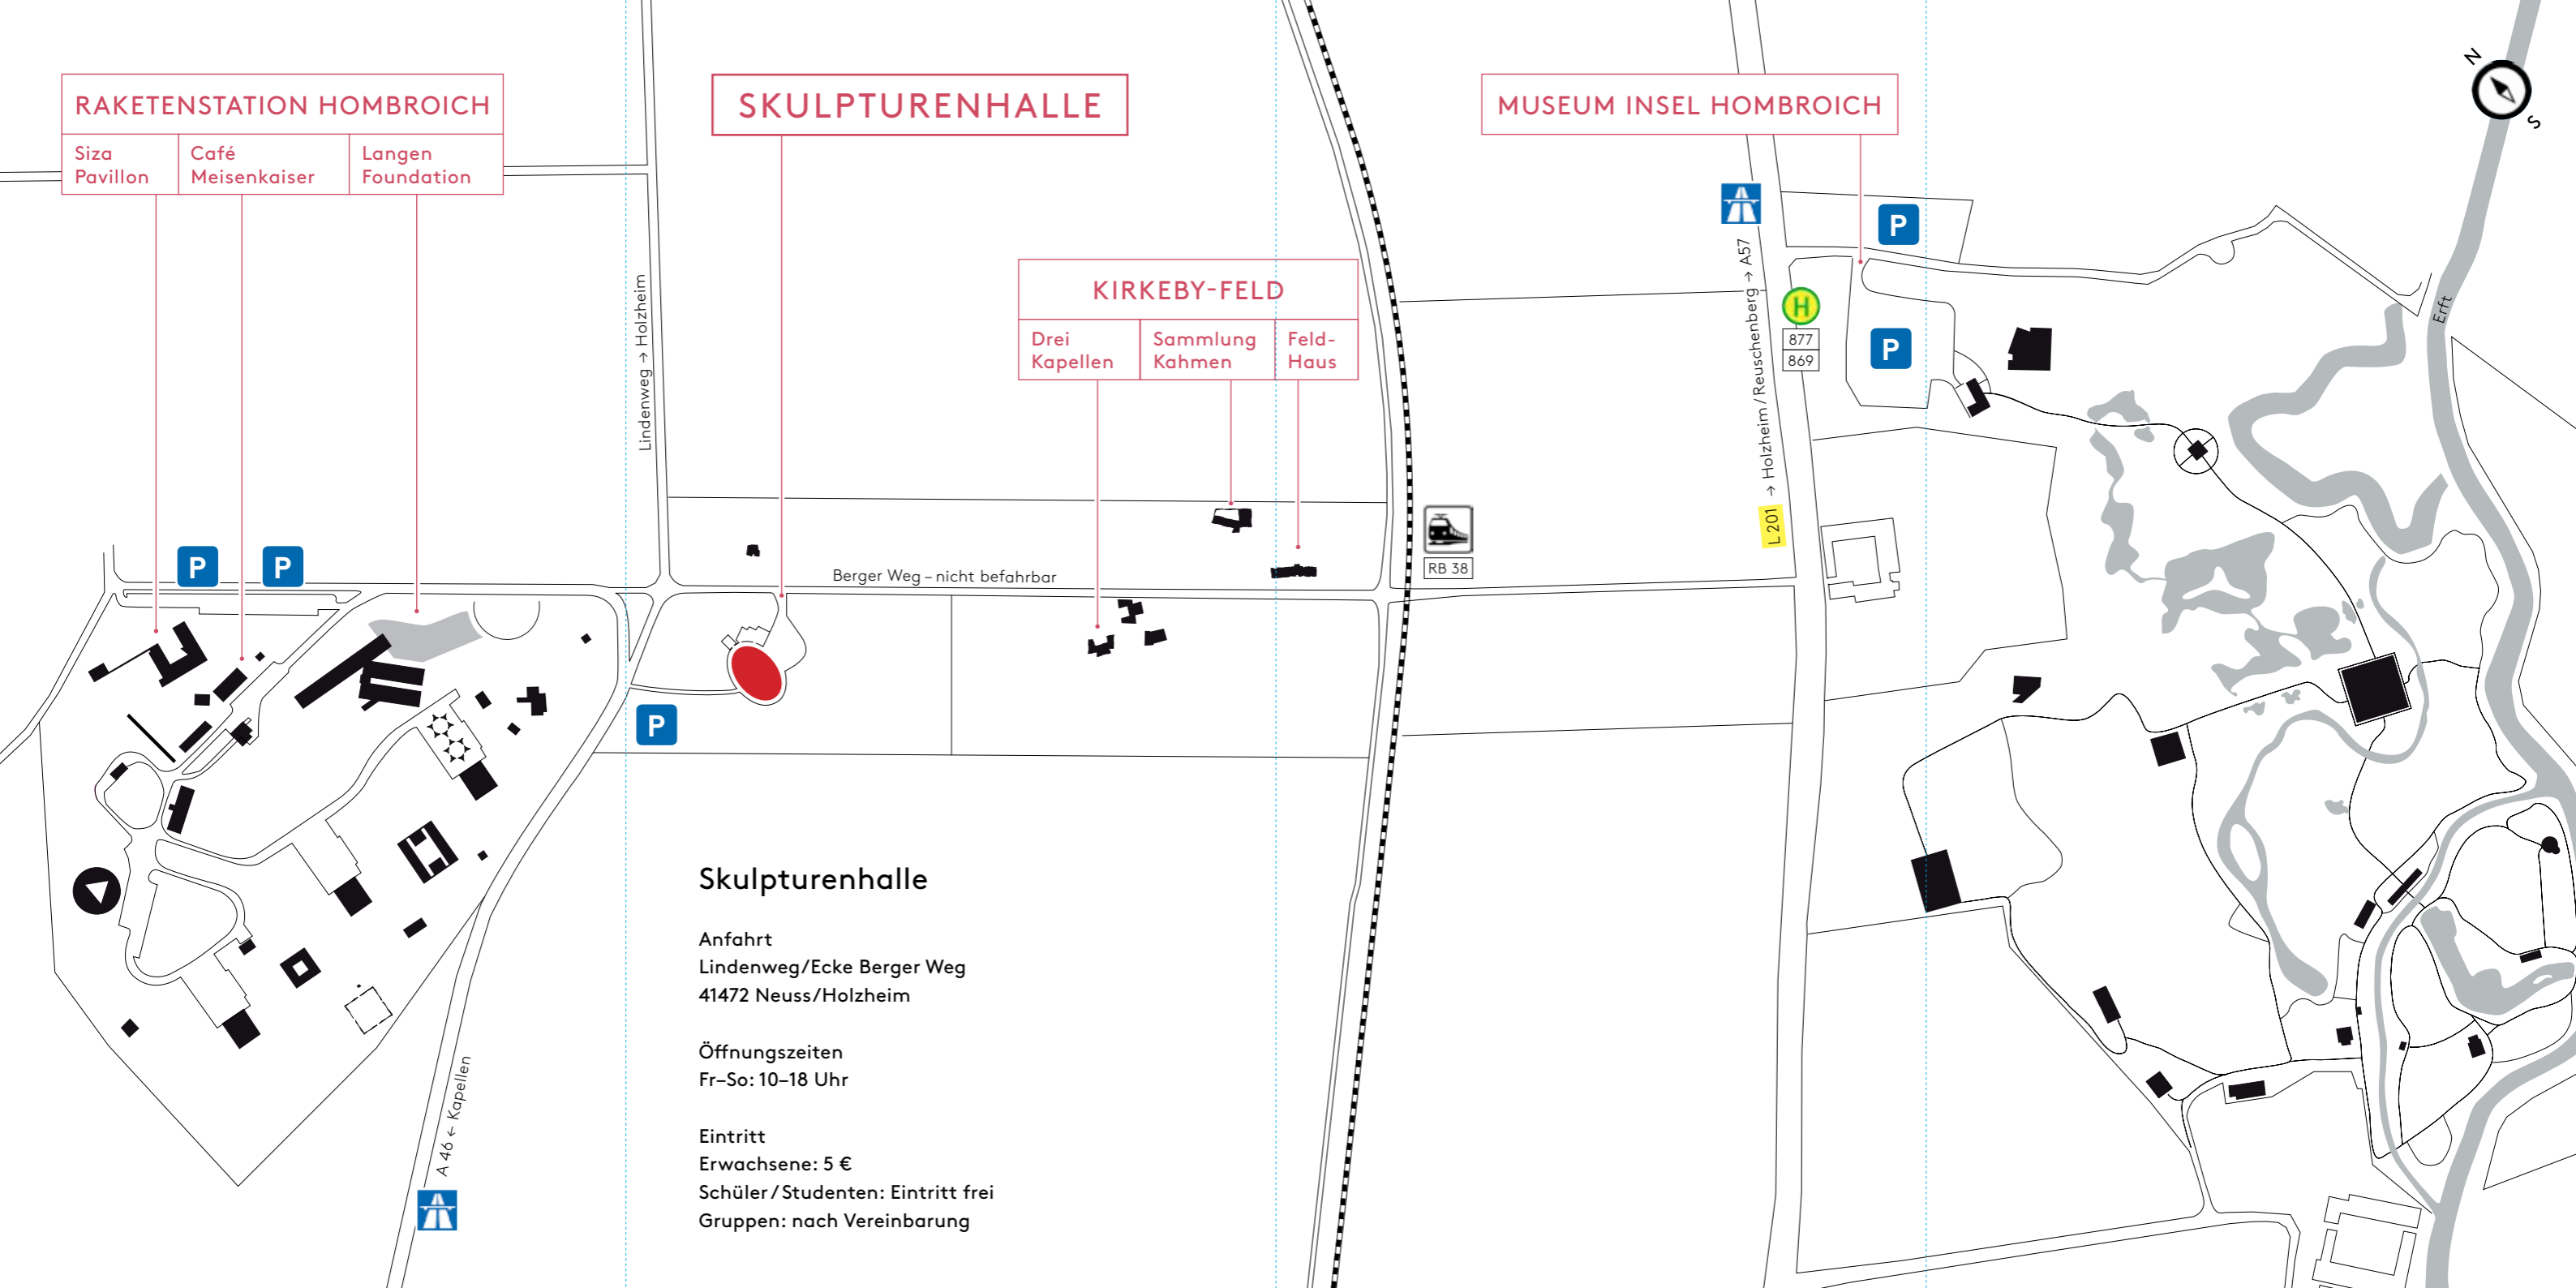 RAKETENSTATION HOMBROICH
Siza
Pavillon
Café
Meisenkaiser
Langen
Foundation
SKULPTURENHALLE
KIRKEBY-FELD
Drei
Kapellen
Sammlung
Kahmen
Feld-
Haus
MUSEUM INSEL HOMBROICH
N
S
P
P
H
877
869
Lindenweg → Holzheim
L 201 → Holzheim / Reuschenberg → A57
Erft
RB 38
P
P
Berger Weg – nicht befahrbar
P
A 46 ← Kapellen
Skulpturenhalle
Anfahrt
Lindenweg/Ecke Berger Weg
41472 Neuss/Holzheim
Öffnungszeiten
Fr–So: 10–18 Uhr
Eintritt
Erwachsene: 5 €
Schüler / Studenten: Eintritt frei
Gruppen: nach Vereinbarung